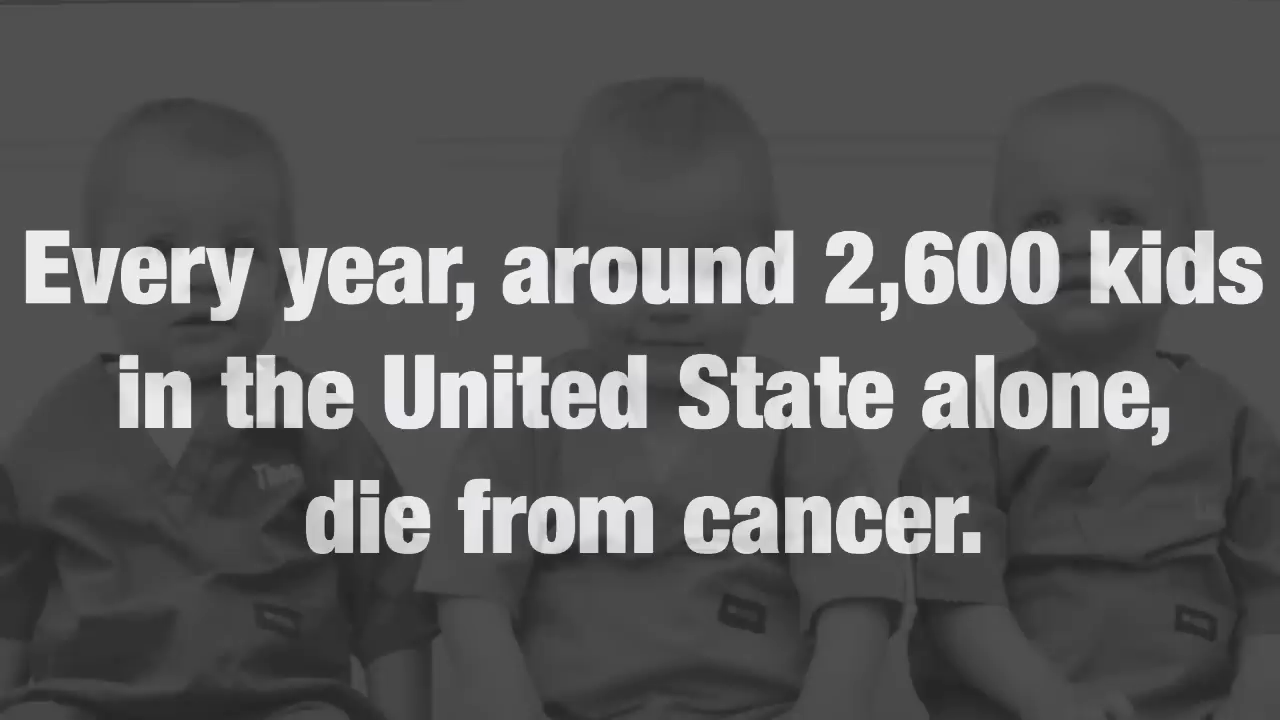 Every year, around 2,600 kids
in the United State alone,
die from cancer.